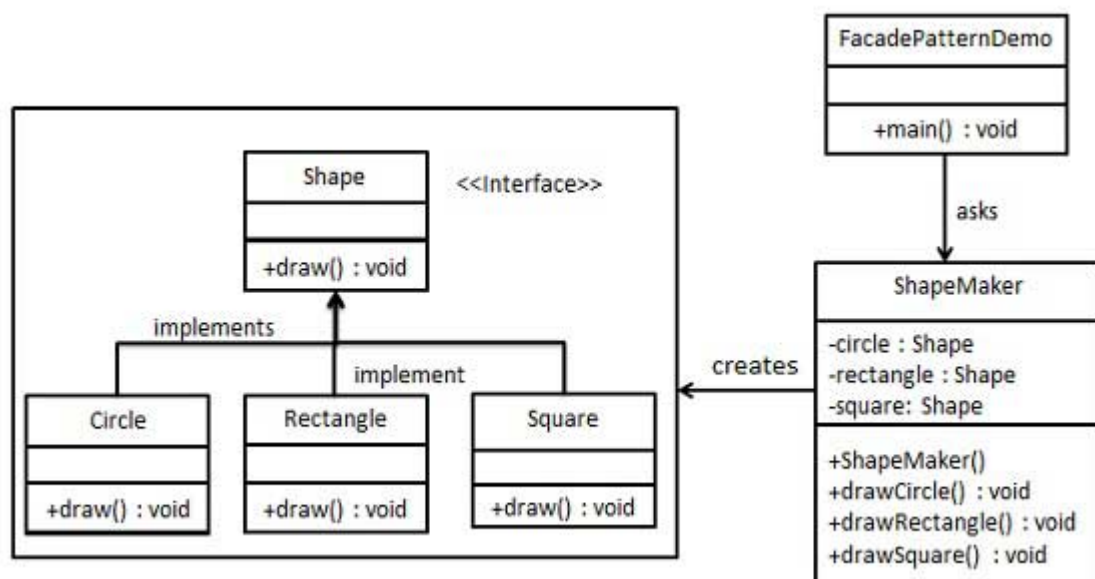 FacadePatternDemo
+main() : void
asks
Shape
<<Interface>>
+draw() : void
implements
implement
Circle
+draw() : void
Rectangle
+draw() : void
Square
+draw() : void
creates
ShapeMaker
-circle : Shape
-rectangle : Shape
-square: Shape
+ShapeMaker()
+drawCircle() : void
+drawRectangle() : void
+drawSquare() : void